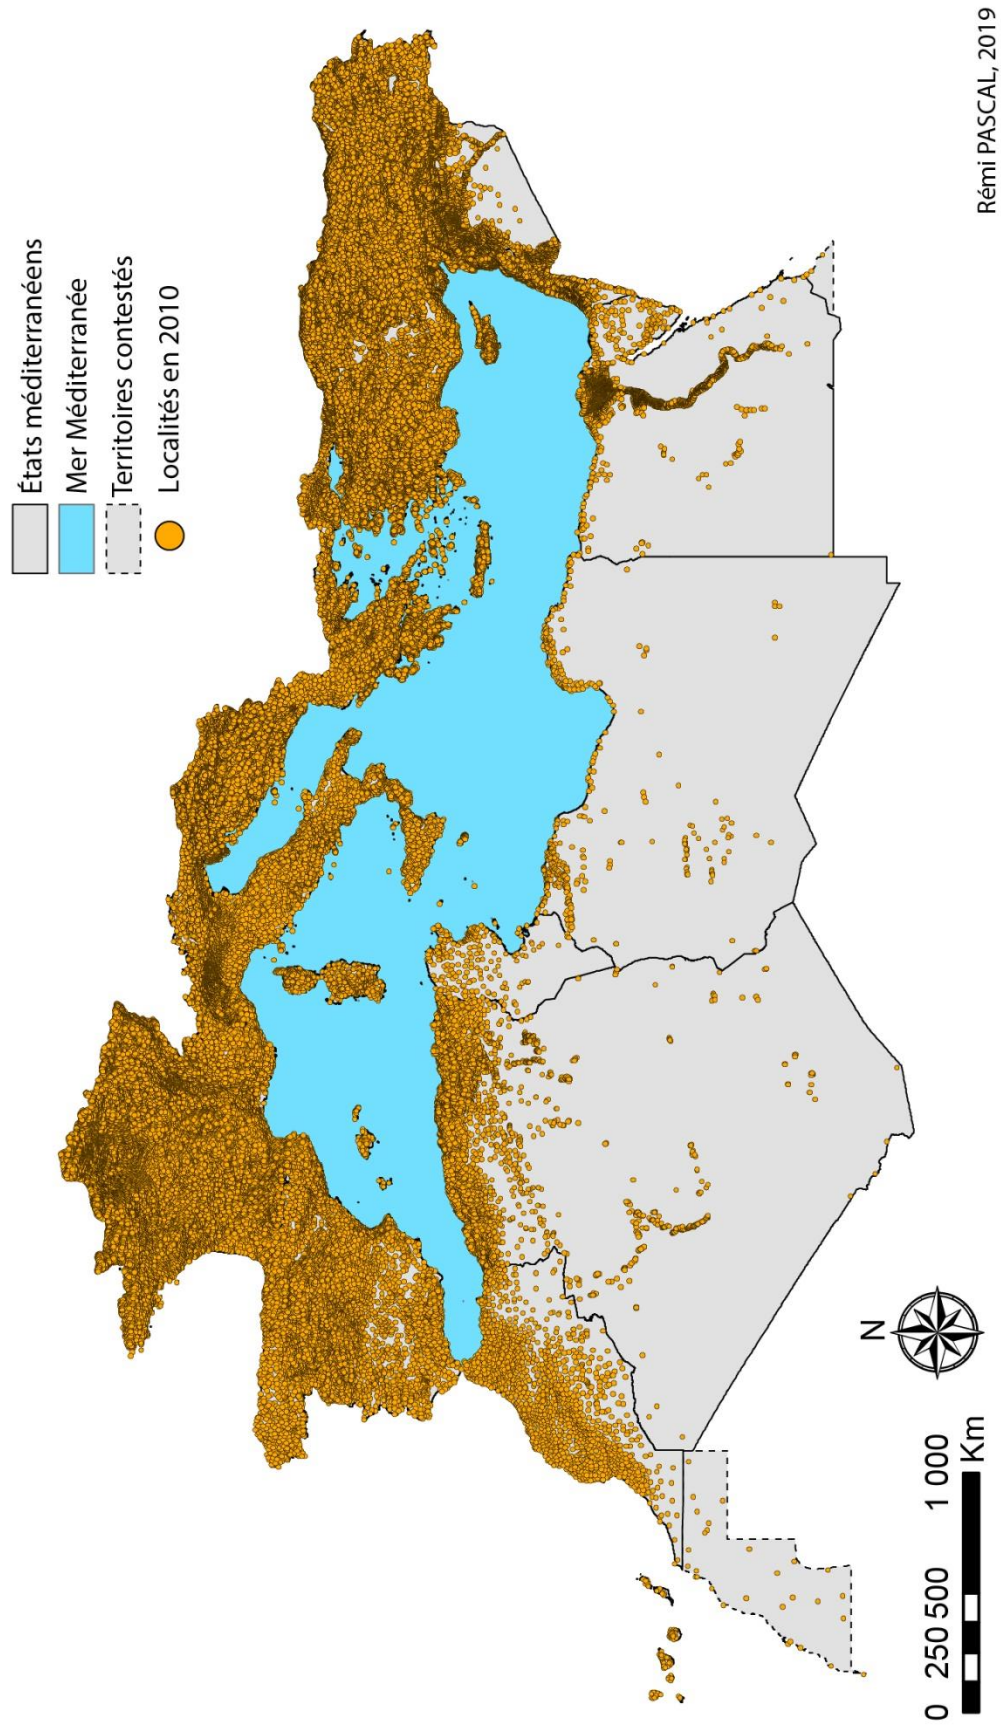 États méditerranéens
Mer Méditerranée
Territoires contestés
Localités en 2010
N
0 250 500 1 000
Km
Rémi PASCAL, 2019